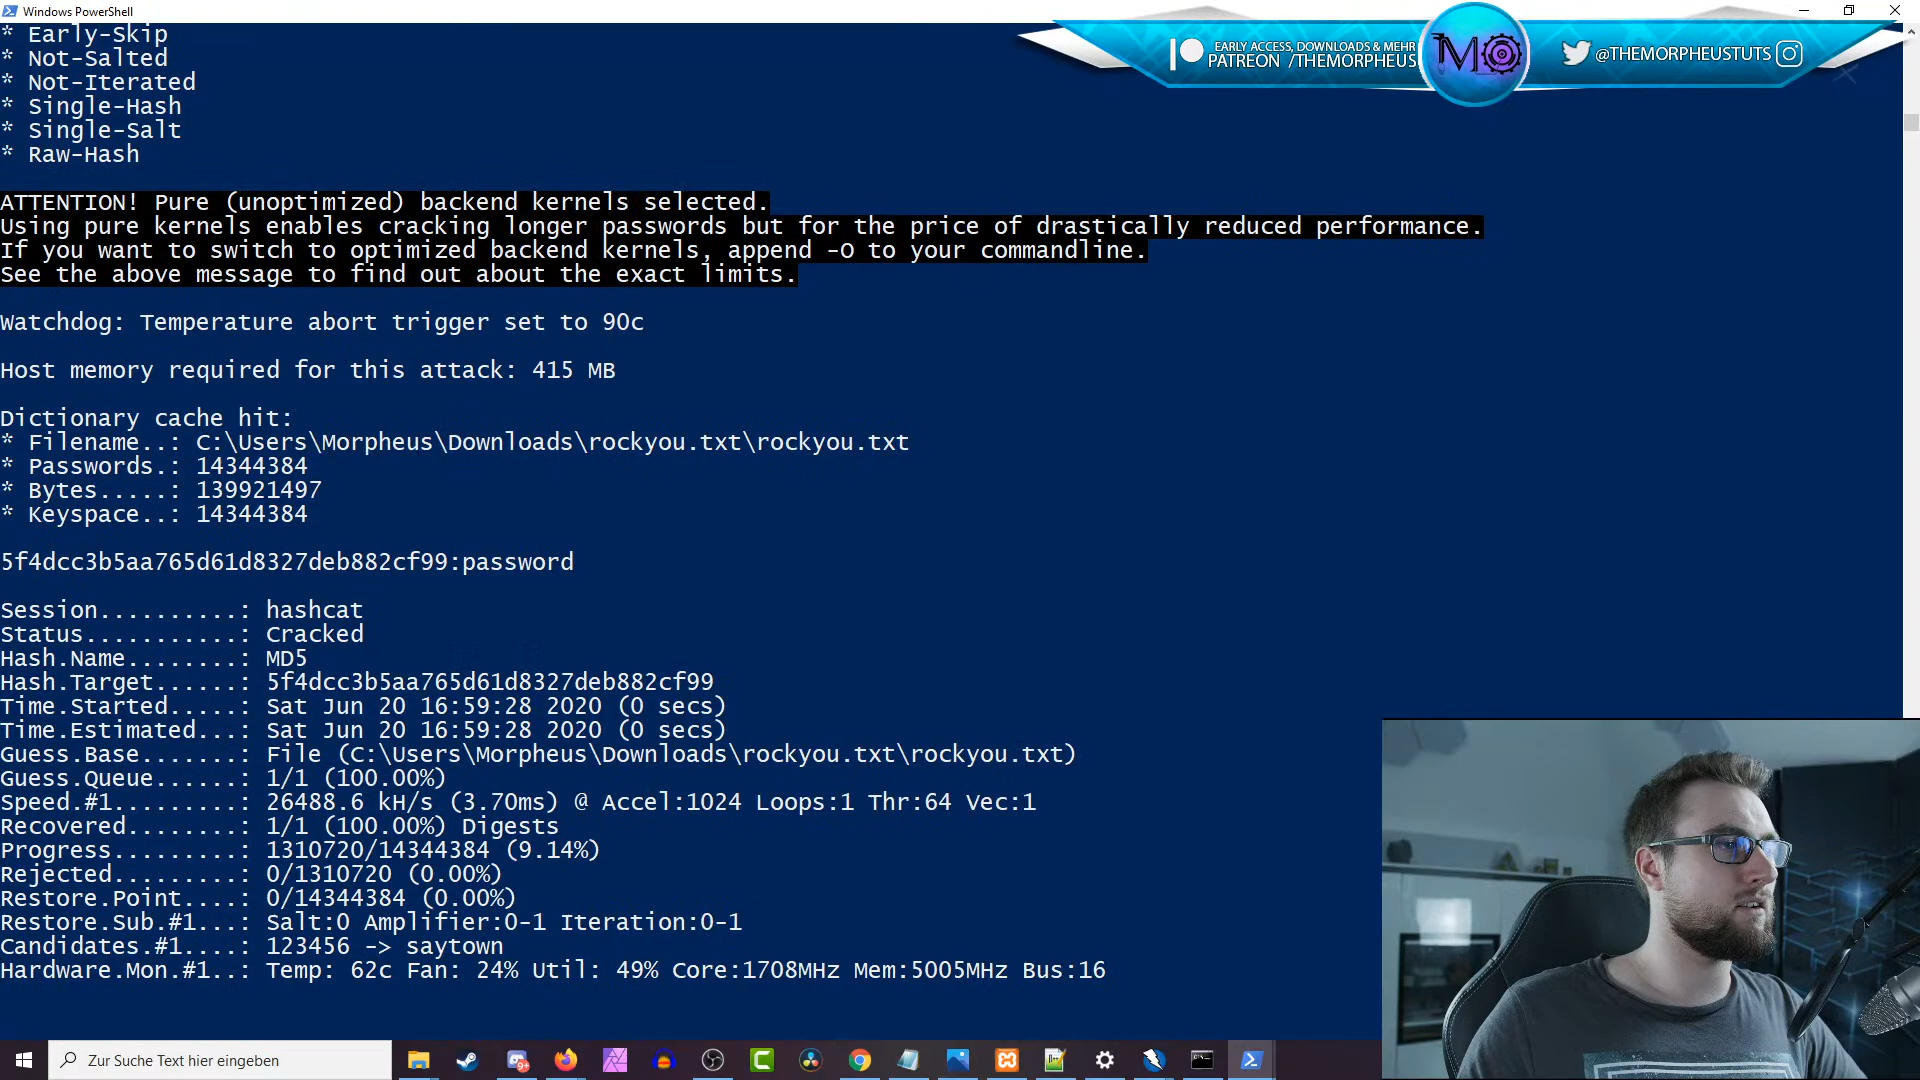 Windows PowerShell
* Early-Skip
* Not-Salted
* Not-Iterated
* Single-Hash
* Single-Salt
* Raw-Hash
EARLY ACCESS, DOWNLOADS & MEHR
PATREON /THEMORPHEUS
MO
@THEMORPHEUSTUTS
ATTENTION! Pure (unoptimized) backend kernels selected.
Using pure kernels enables cracking longer passwords but for the price of drastically reduced performance.
If you want to switch to optimized backend kernels, append -O to your commandline.
See the above message to find out about the exact limits.
Watchdog: Temperature abort trigger set to 90c
Host memory required for this attack: 415 MB
Dictionary cache hit:
* Filename..: C:\Users\Morpheus\Downloads\rockyou.txt\rockyou.txt
* Passwords.: 14344384
* Bytes.....: 139921497
* Keyspace..: 14344384
5f4dcc3b5aa765d61d8327deb882cf99:password
Session..........: hashcat
Status...........: Cracked
Hash.Name........: MD5
Hash.Target......: 5f4dcc3b5aa765d61d8327deb882cf99
Time.Started.....: Sat Jun 20 16:59:28 2020 (0 secs)
Time.Estimated...: Sat Jun 20 16:59:28 2020 (0 secs)
Guess.Base.......: File (C:\Users\Morpheus\Downloads\rockyou.txt\rockyou.txt)
Guess.Queue......: 1/1 (100.00%)
Speed.#1.........: 26488.6 kH/s (3.70ms) @ Accel:1024 Loops:1 Thr:64 Vec:1
Recovered........: 1/1 (100.00%) Digests
Progress.........: 1310720/14344384 (9.14%)
Rejected.........: 0/1310720 (0.00%)
Restore.Point....: 0/14344384 (0.00%)
Restore.Sub.#1...: Salt:0 Amplifier:0-1 Iteration:0-1
Candidates.#1....: 123456 -> saytown
Hardware.Mon.#1..: Temp: 62c Fan: 24% Util: 49% Core:1708MHz Mem:5005MHz Bus:16
Zur Suche Text hier eingeben